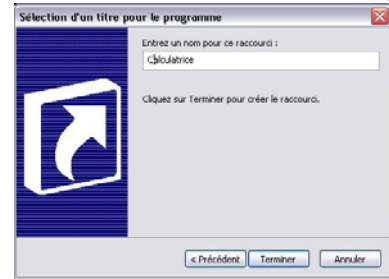 Sélection d'un titre pour le programme
Entrez un nom pour ce raccourci :
Calculatrice
Cliquez sur Terminer pour créer le raccourci.
< Précédent Terminer Annuler